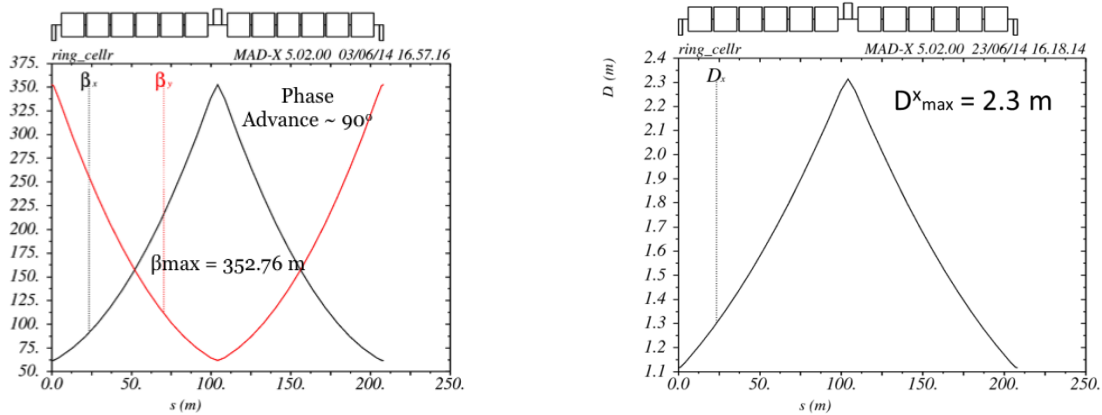 ring_cellr MAD-X 5.02.00 03/06/14 16.57.16
375.
350.
325.
300.
275.
250.
225.
200.
175.
150.
125.
100.
75.
50.
βx
βy
Phase
Advance ~ 90º
βmax = 352.76 m
0.0 50. 100. 150. 200. 250.
s (m)
ring_cellr MAD-X 5.02.00 23/06/14 16.18.14
D (m)
2.4
2.3
2.2
2.1
2.0
1.9
1.8
1.7
1.6
1.5
1.4
1.3
1.2
1.1
Dx
Dxmax = 2.3 m
0.0 50. 100. 150. 200. 250.
s (m)